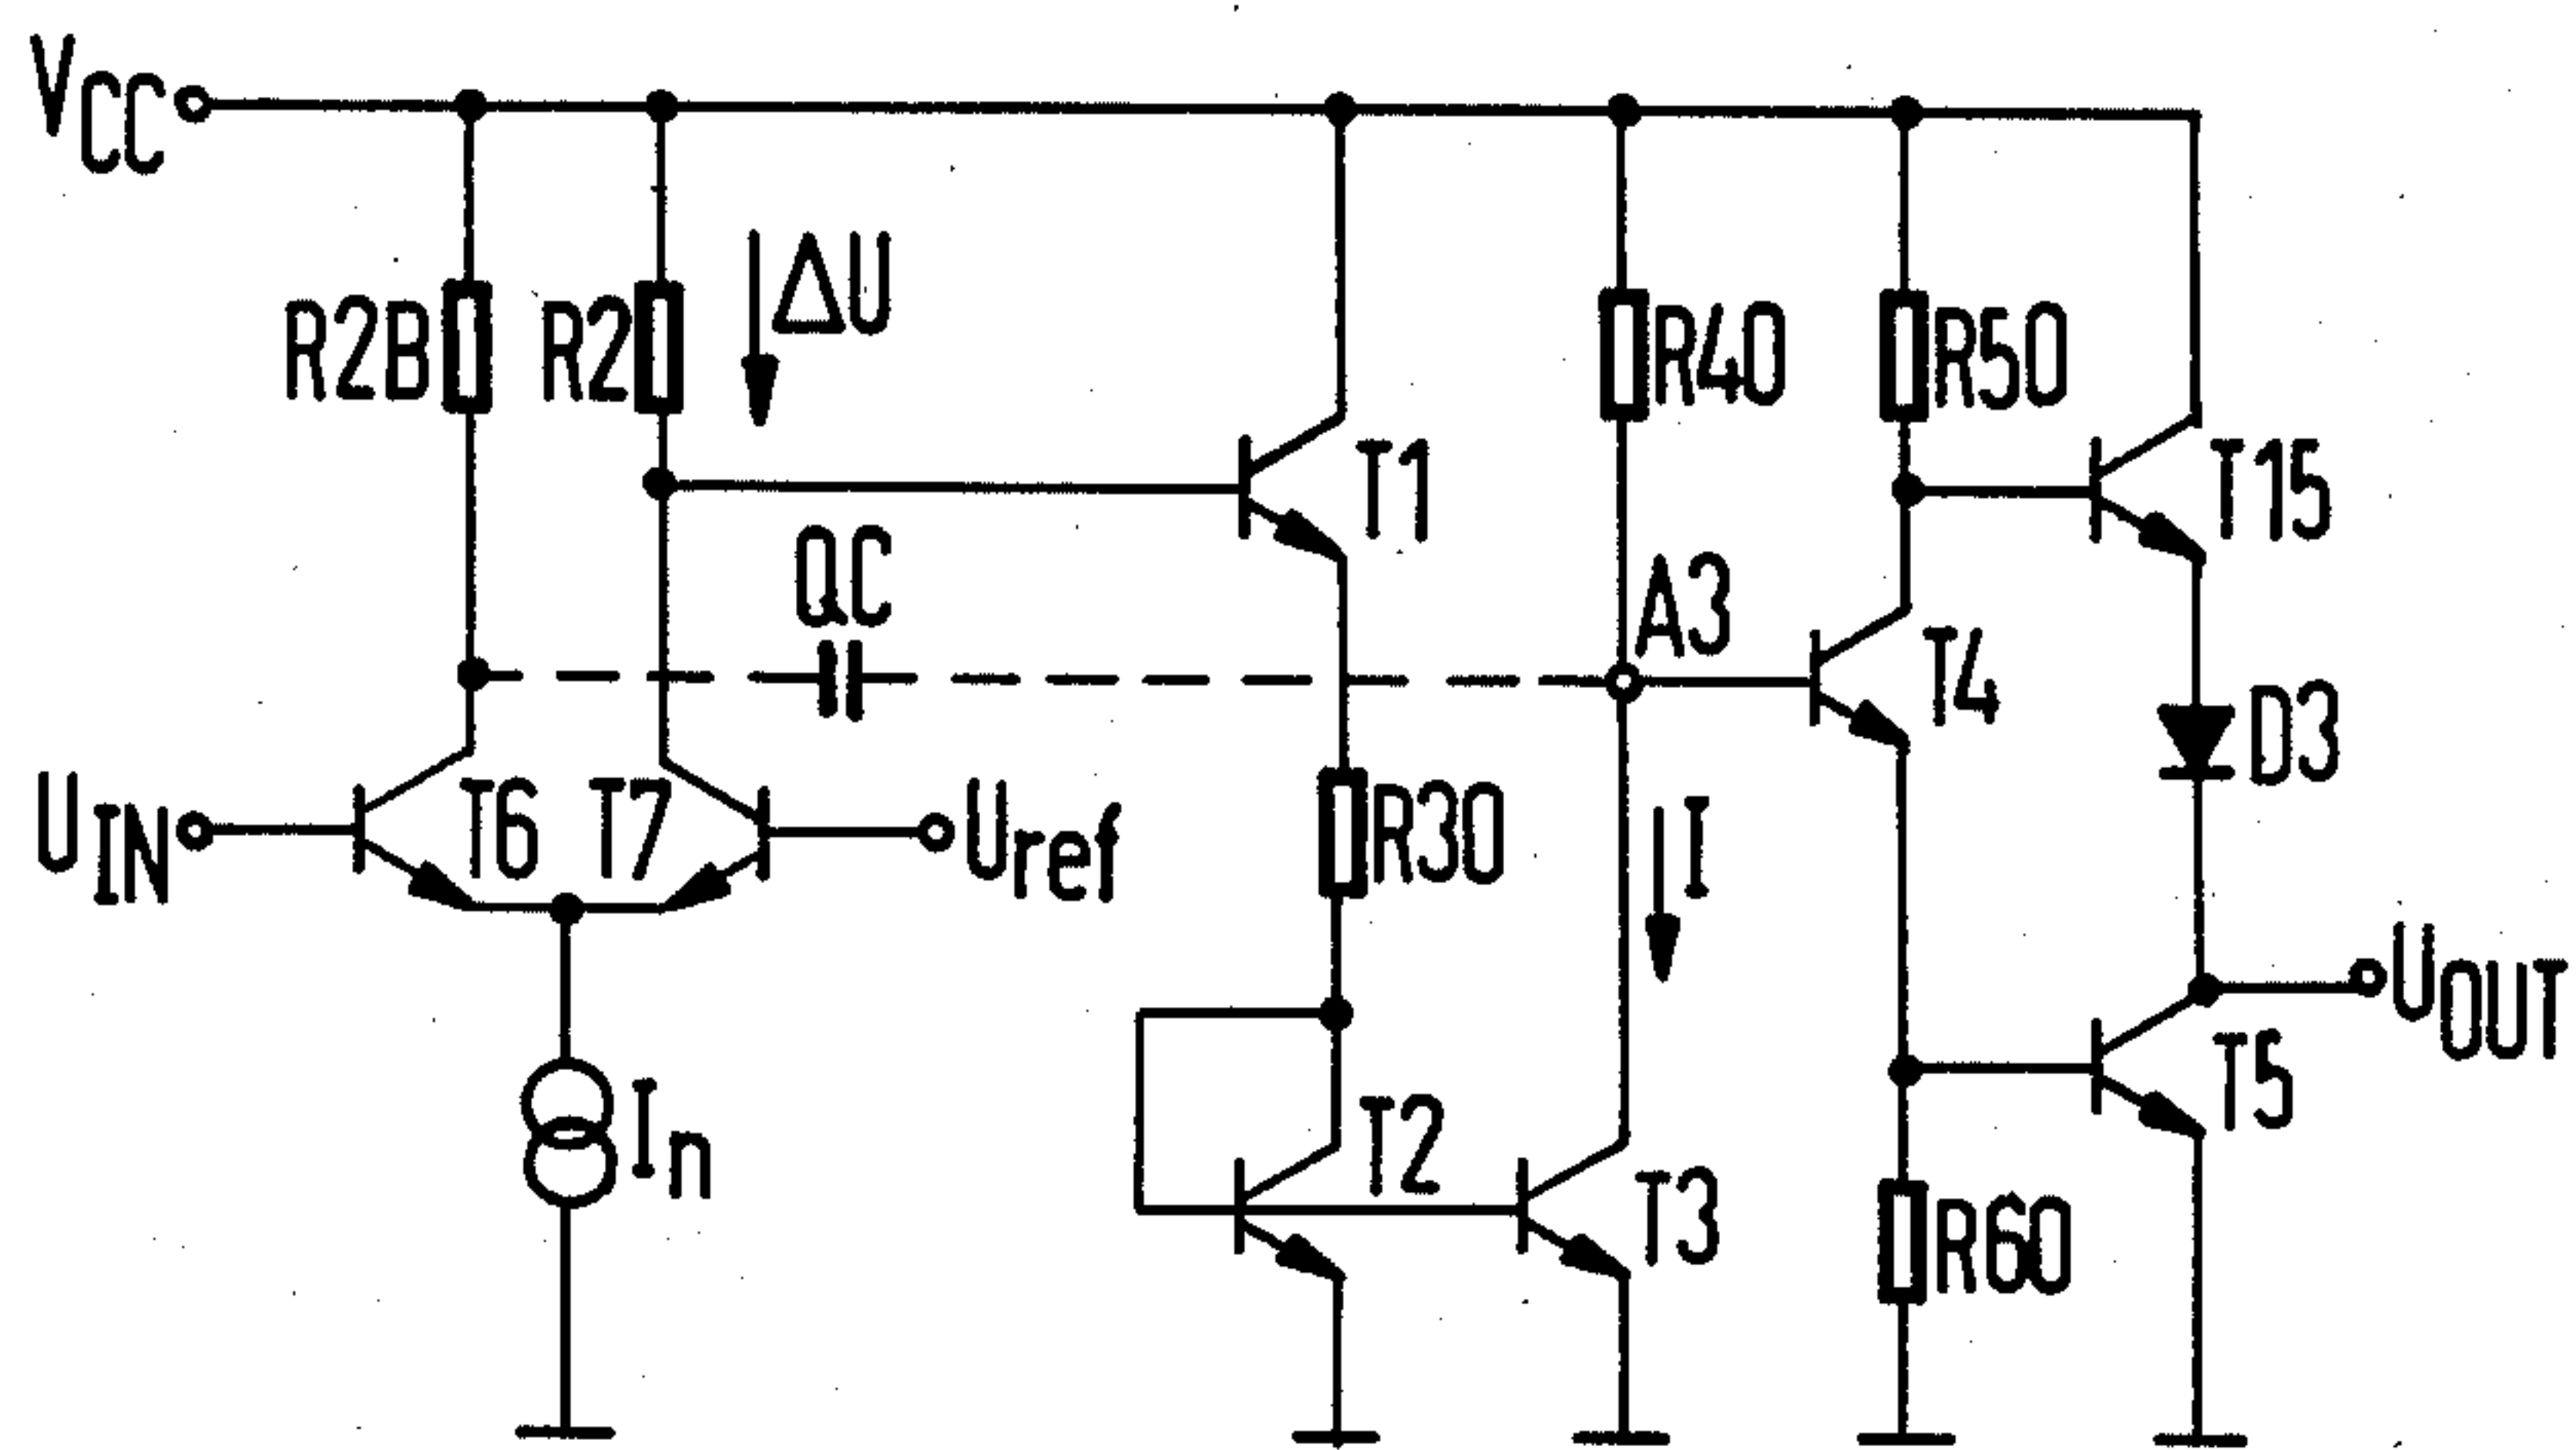 VCC
R2B
R2
ΔU
R40
R50
T1
T15
QC
A3
T4
D3
UIN
T6
T7
Uref
R30
I
UOUT
In
T2
T3
T5
R60